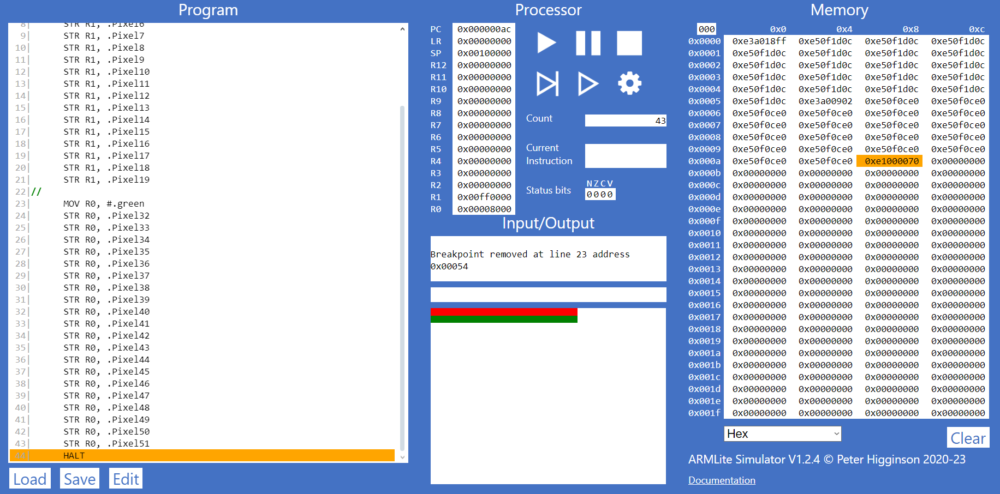 Program
8| STR R1, .Pixel6
9| STR R1, .Pixel7
10| STR R1, .Pixel8
11| STR R1, .Pixel9
12| STR R1, .Pixel10
13| STR R1, .Pixel11
14| STR R1, .Pixel12
15| STR R1, .Pixel13
16| STR R1, .Pixel14
17| STR R1, .Pixel15
18| STR R1, .Pixel16
19| STR R1, .Pixel17
20| STR R1, .Pixel18
21| STR R1, .Pixel19
22|//
23| MOV R0, #.green
24| STR R0, .Pixel32
25| STR R0, .Pixel33
26| STR R0, .Pixel34
27| STR R0, .Pixel35
28| STR R0, .Pixel36
29| STR R0, .Pixel37
30| STR R0, .Pixel38
31| STR R0, .Pixel39
32| STR R0, .Pixel40
33| STR R0, .Pixel41
34| STR R0, .Pixel42
35| STR R0, .Pixel43
36| STR R0, .Pixel44
37| STR R0, .Pixel45
38| STR R0, .Pixel46
39| STR R0, .Pixel47
40| STR R0, .Pixel48
41| STR R0, .Pixel49
42| STR R0, .Pixel50
43| STR R0, .Pixel51
44| HALT
Load Save Edit
Processor
PC 0x000000ac
LR 0x00000000
SP 0x00100000
R12 0x00000000
R11 0x00000000
R10 0x00000000
R9 0x00000000
R8 0x00000000
R7 0x00000000
R6 0x00000000
R5 0x00000000
R4 0x00000000
R3 0x00000000
R2 0x00000000
R1 0x00ff0000
R0 0x00008000
Count 43
Current
Instruction
NZCV
Status bits 0000
Input/Output
Breakpoint removed at line 23 address
0x00054
Memory
000 0x0 0x4 0x8 0xc
0x0000 0xe3a018ff 0xe50f1d0c 0xe50f1d0c 0xe50f1d0c
0x0001 0xe50f1d0c 0xe50f1d0c 0xe50f1d0c 0xe50f1d0c
0x0002 0xe50f1d0c 0xe50f1d0c 0xe50f1d0c 0xe50f1d0c
0x0003 0xe50f1d0c 0xe50f1d0c 0xe50f1d0c 0xe50f1d0c
0x0004 0xe50f1d0c 0xe50f1d0c 0xe50f1d0c 0xe50f1d0c
0x0005 0xe50f1d0c 0xe3a00902 0xe50f0ce0 0xe50f0ce0
0x0006 0xe50f0ce0 0xe50f0ce0 0xe50f0ce0 0xe50f0ce0
0x0007 0xe50f0ce0 0xe50f0ce0 0xe50f0ce0 0xe50f0ce0
0x0008 0xe50f0ce0 0xe50f0ce0 0xe50f0ce0 0xe50f0ce0
0x0009 0xe50f0ce0 0xe50f0ce0 0xe50f0ce0 0xe50f0ce0
0x000a 0xe50f0ce0 0xe50f0ce0 0xe1000070 0x00000000
0x000b 0x00000000 0x00000000 0x00000000 0x00000000
0x000c 0x00000000 0x00000000 0x00000000 0x00000000
0x000d 0x00000000 0x00000000 0x00000000 0x00000000
0x000e 0x00000000 0x00000000 0x00000000 0x00000000
0x000f 0x00000000 0x00000000 0x00000000 0x00000000
0x0010 0x00000000 0x00000000 0x00000000 0x00000000
0x0011 0x00000000 0x00000000 0x00000000 0x00000000
0x0012 0x00000000 0x00000000 0x00000000 0x00000000
0x0013 0x00000000 0x00000000 0x00000000 0x00000000
0x0014 0x00000000 0x00000000 0x00000000 0x00000000
0x0015 0x00000000 0x00000000 0x00000000 0x00000000
0x0016 0x00000000 0x00000000 0x00000000 0x00000000
0x0017 0x00000000 0x00000000 0x00000000 0x00000000
0x0018 0x00000000 0x00000000 0x00000000 0x00000000
0x0019 0x00000000 0x00000000 0x00000000 0x00000000
0x001a 0x00000000 0x00000000 0x00000000 0x00000000
0x001b 0x00000000 0x00000000 0x00000000 0x00000000
0x001c 0x00000000 0x00000000 0x00000000 0x00000000
0x001d 0x00000000 0x00000000 0x00000000 0x00000000
0x001e 0x00000000 0x00000000 0x00000000 0x00000000
0x001f 0x00000000 0x00000000 0x00000000 0x00000000
Hex
Clear
ARMLite Simulator V1.2.4 © Peter Higginson 2020-23
Documentation